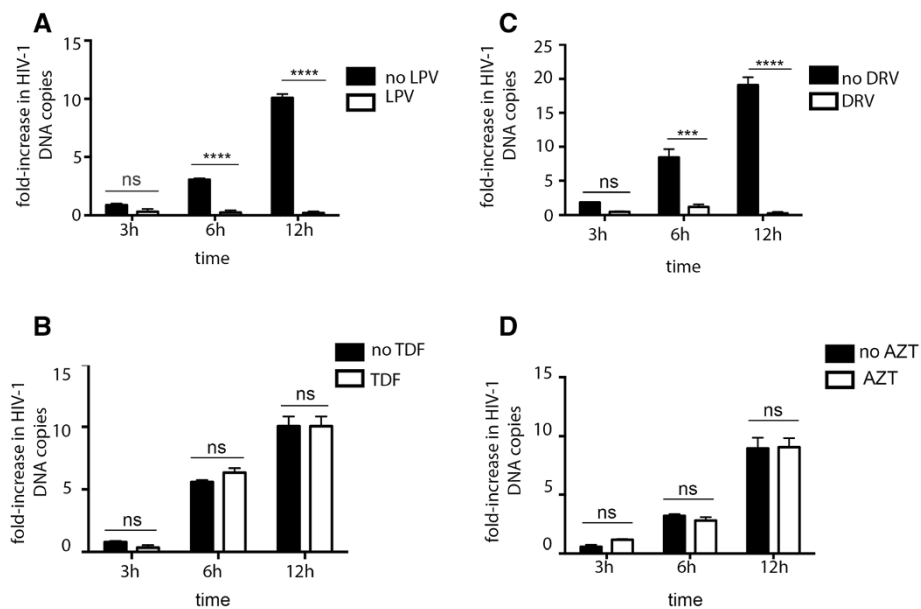 A
fold-increase in HIV-1
DNA copies
15
10
5
0
ns
****
****
3h
6h
12h
time
no LPV
LPV
C
fold-increase in HIV-1
DNA copies
25
20
15
10
5
0
ns
***
****
3h
6h
12h
time
no DRV
DRV
B
fold-increase in HIV-1
DNA copies
15
10
5
0
ns
ns
ns
3h
6h
12h
time
no TDF
TDF
D
fold-increase in HIV-1
DNA copies
15
10
5
0
ns
ns
ns
3h
6h
12h
time
no AZT
AZT